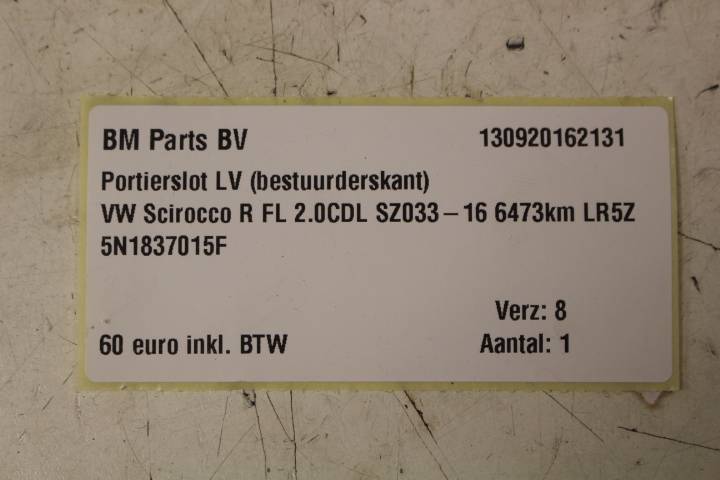 BM Parts BV 130920162131
Portierslot LV (bestuurderskant)
VW Scirocco R FL 2.0CDL SZ033-16 6473km LR5Z
5N1837015F
Verz: 8
60 euro inkl. BTW Aantal: 1